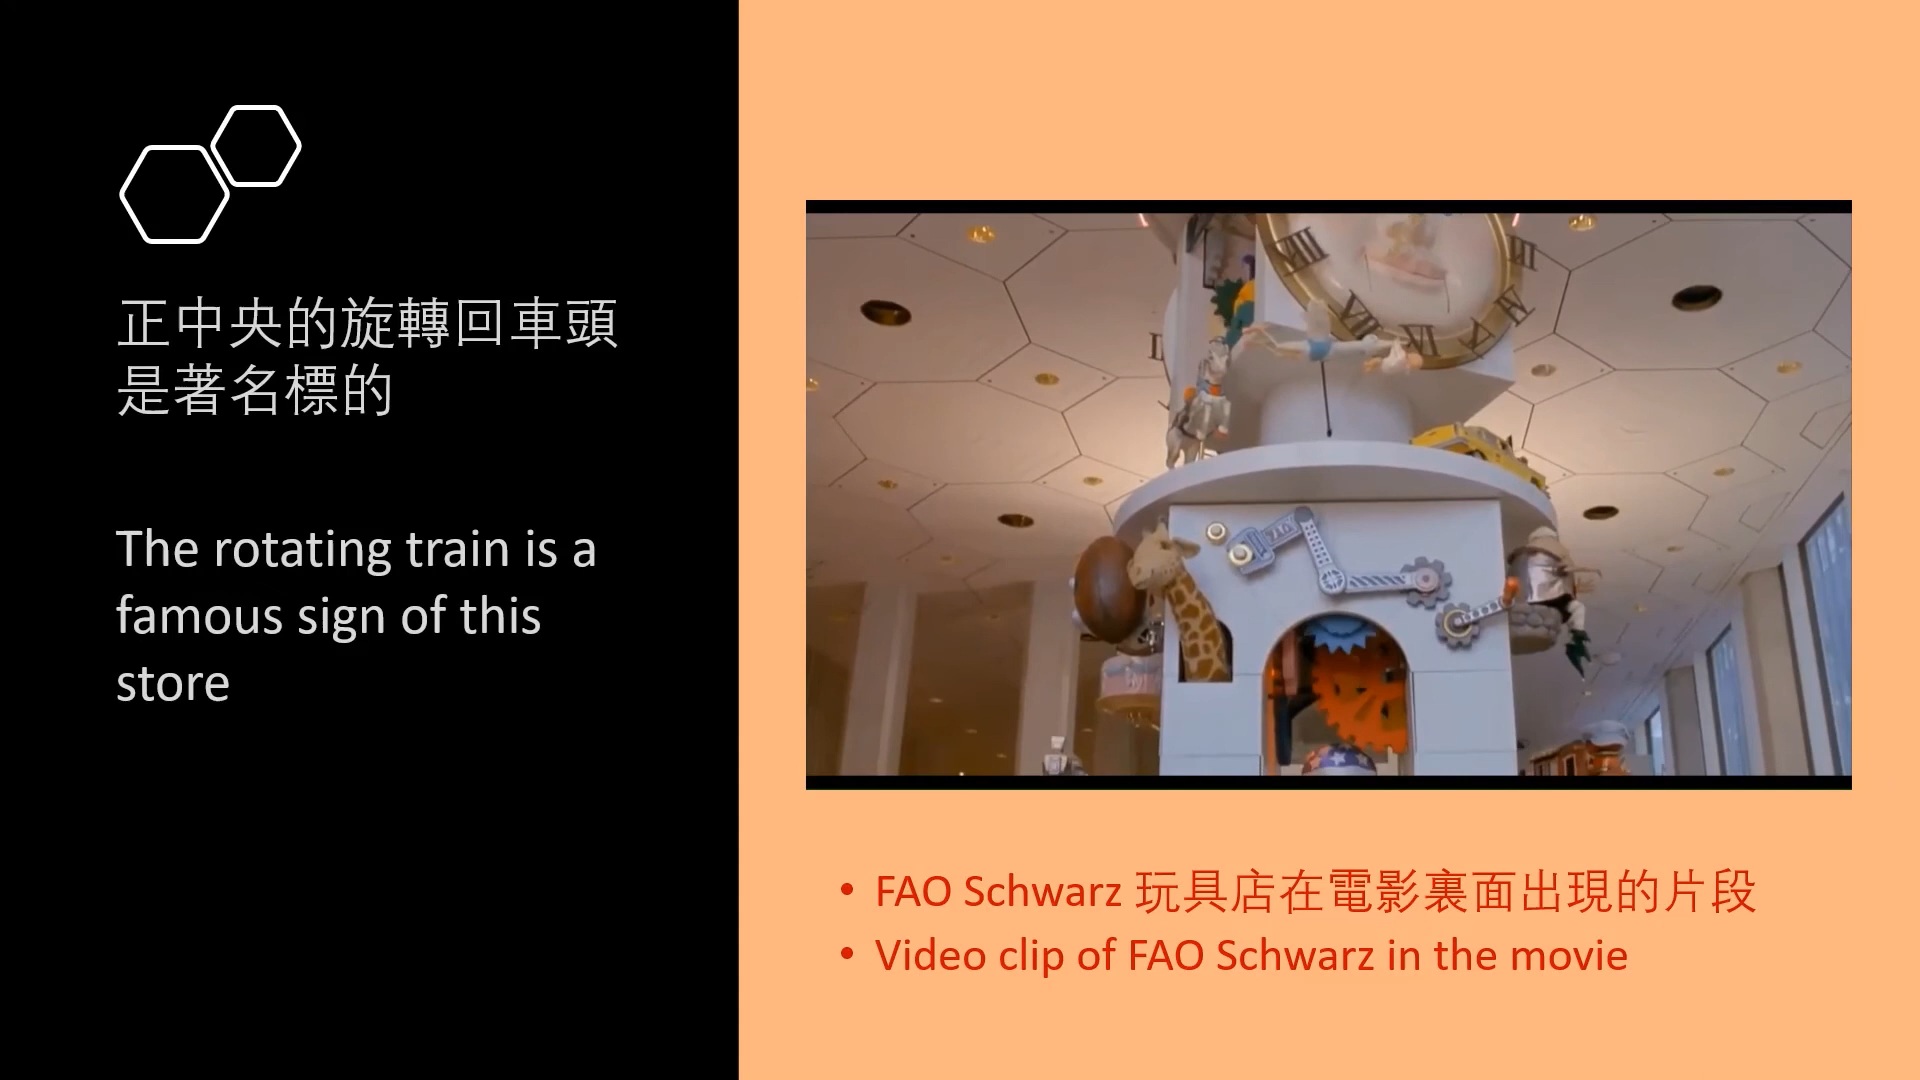 正中央的旋轉回車頭
是著名標的
The rotating train is a
famous sign of this
store
FAO Schwarz 玩具店在電影裏面出現的片段
Video clip of FAO Schwarz in the movie